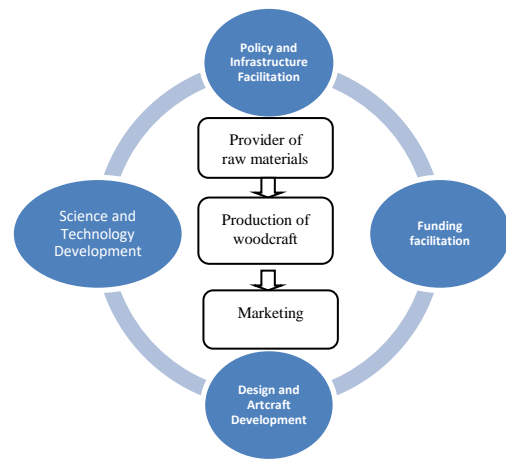 Policy and
Infrastructure
Facilitation
Provider of
raw materials
Science and
Technology
Development
Production of
woodcraft
Funding
facilitation
Marketing
Design and
Artcraft
Development